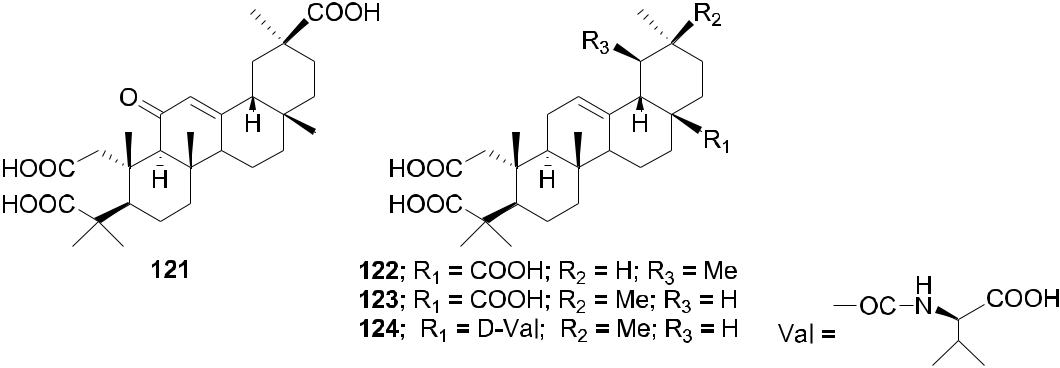 COOH
R2
R3
O
H
H
R1
HOOC
H
HOOC
H
HOOC
HOOC
121
122; R1 = COOH; R2 = H; R3 = Me
123; R1 = COOH; R2 = Me; R3 = H
124; R1 = D-Val; R2 = Me; R3 = H
Val =
OC
H
N
COOH